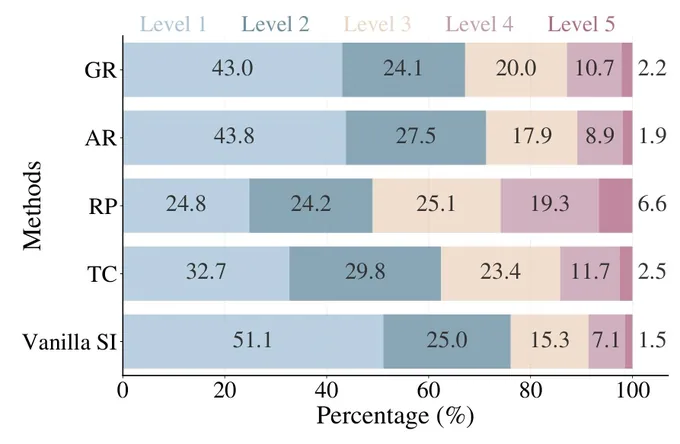 Level 1 Level 2 Level 3 Level 4 Level 5
GR 43.0 24.1 20.0 10.7 2.2
AR 43.8 27.5 17.9 8.9 1.9
RP 24.8 24.2 25.1 19.3 6.6
TC 32.7 29.8 23.4 11.7 2.5
Vanilla SI 51.1 25.0 15.3 7.1 1.5
Methods
0 20 40 60 80 100
Percentage (%)